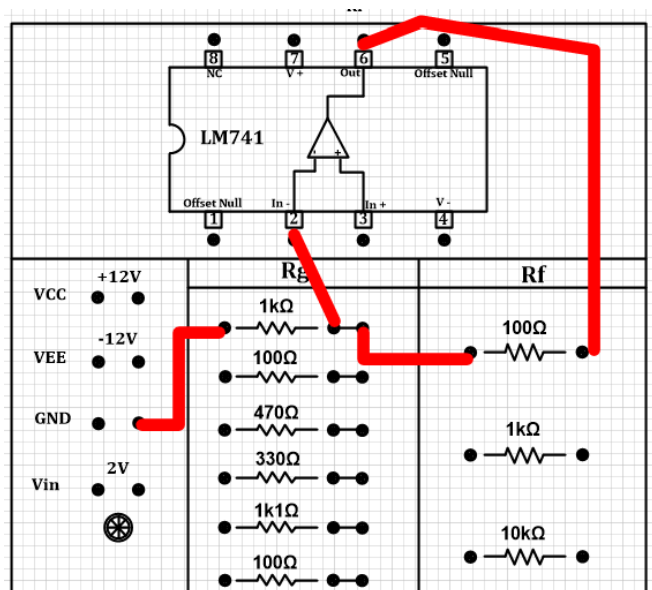 8 7 6 5
NC V+ Out Offset Null
LM741
- +
Offset Null In - In + V -
1 2 3 4
Rg Rf
+12V
VCC
-12V
VEE
GND
2V
Vin
1kΩ
100Ω
470Ω
330Ω
1k1Ω
100Ω
100Ω
1kΩ
10kΩ